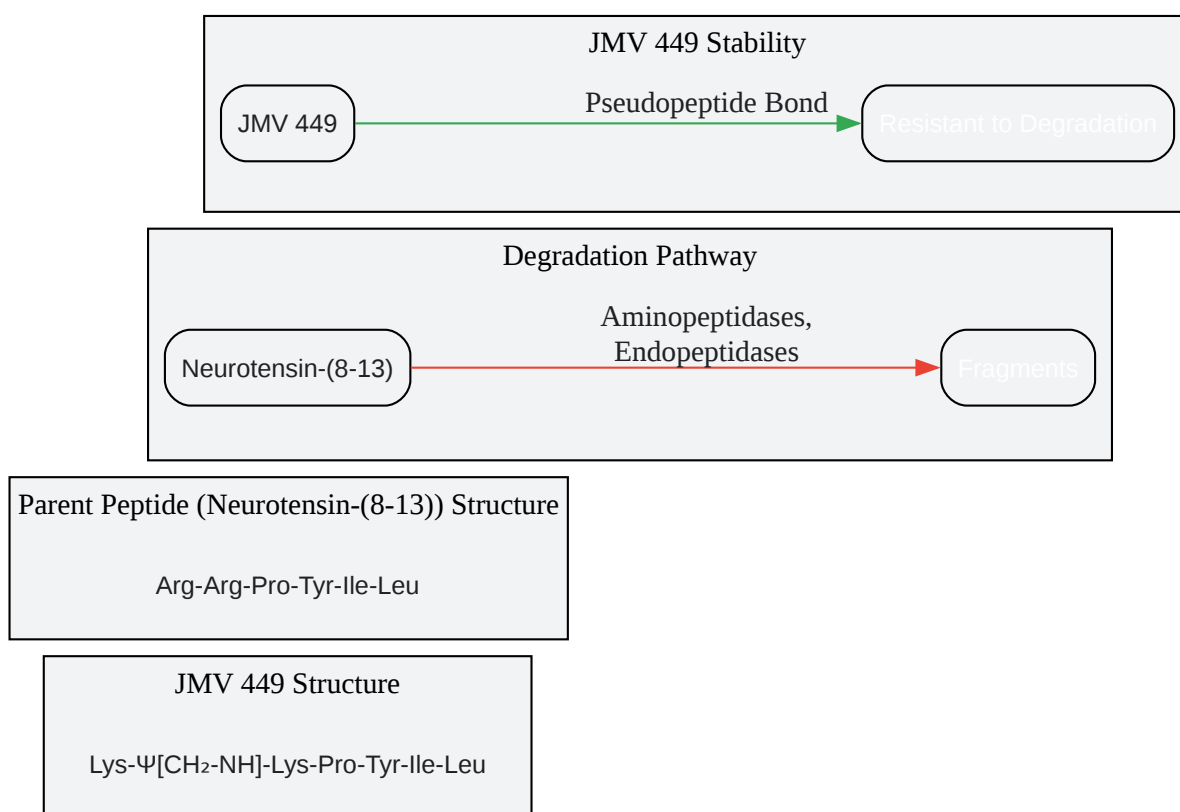 JMV 449 Stability
JMV 449
Pseudopeptide Bond
Resistant to Degradation
Degradation Pathway
Neurotensin-(8-13)
Aminopeptidases,
Endopeptidases
Fragments
Parent Peptide (Neurotensin-(8-13)) Structure
Arg-Arg-Pro-Tyr-Ile-Leu
JMV 449 Structure
Lys-Ψ[CH₂-NH]-Lys-Pro-Tyr-Ile-Leu